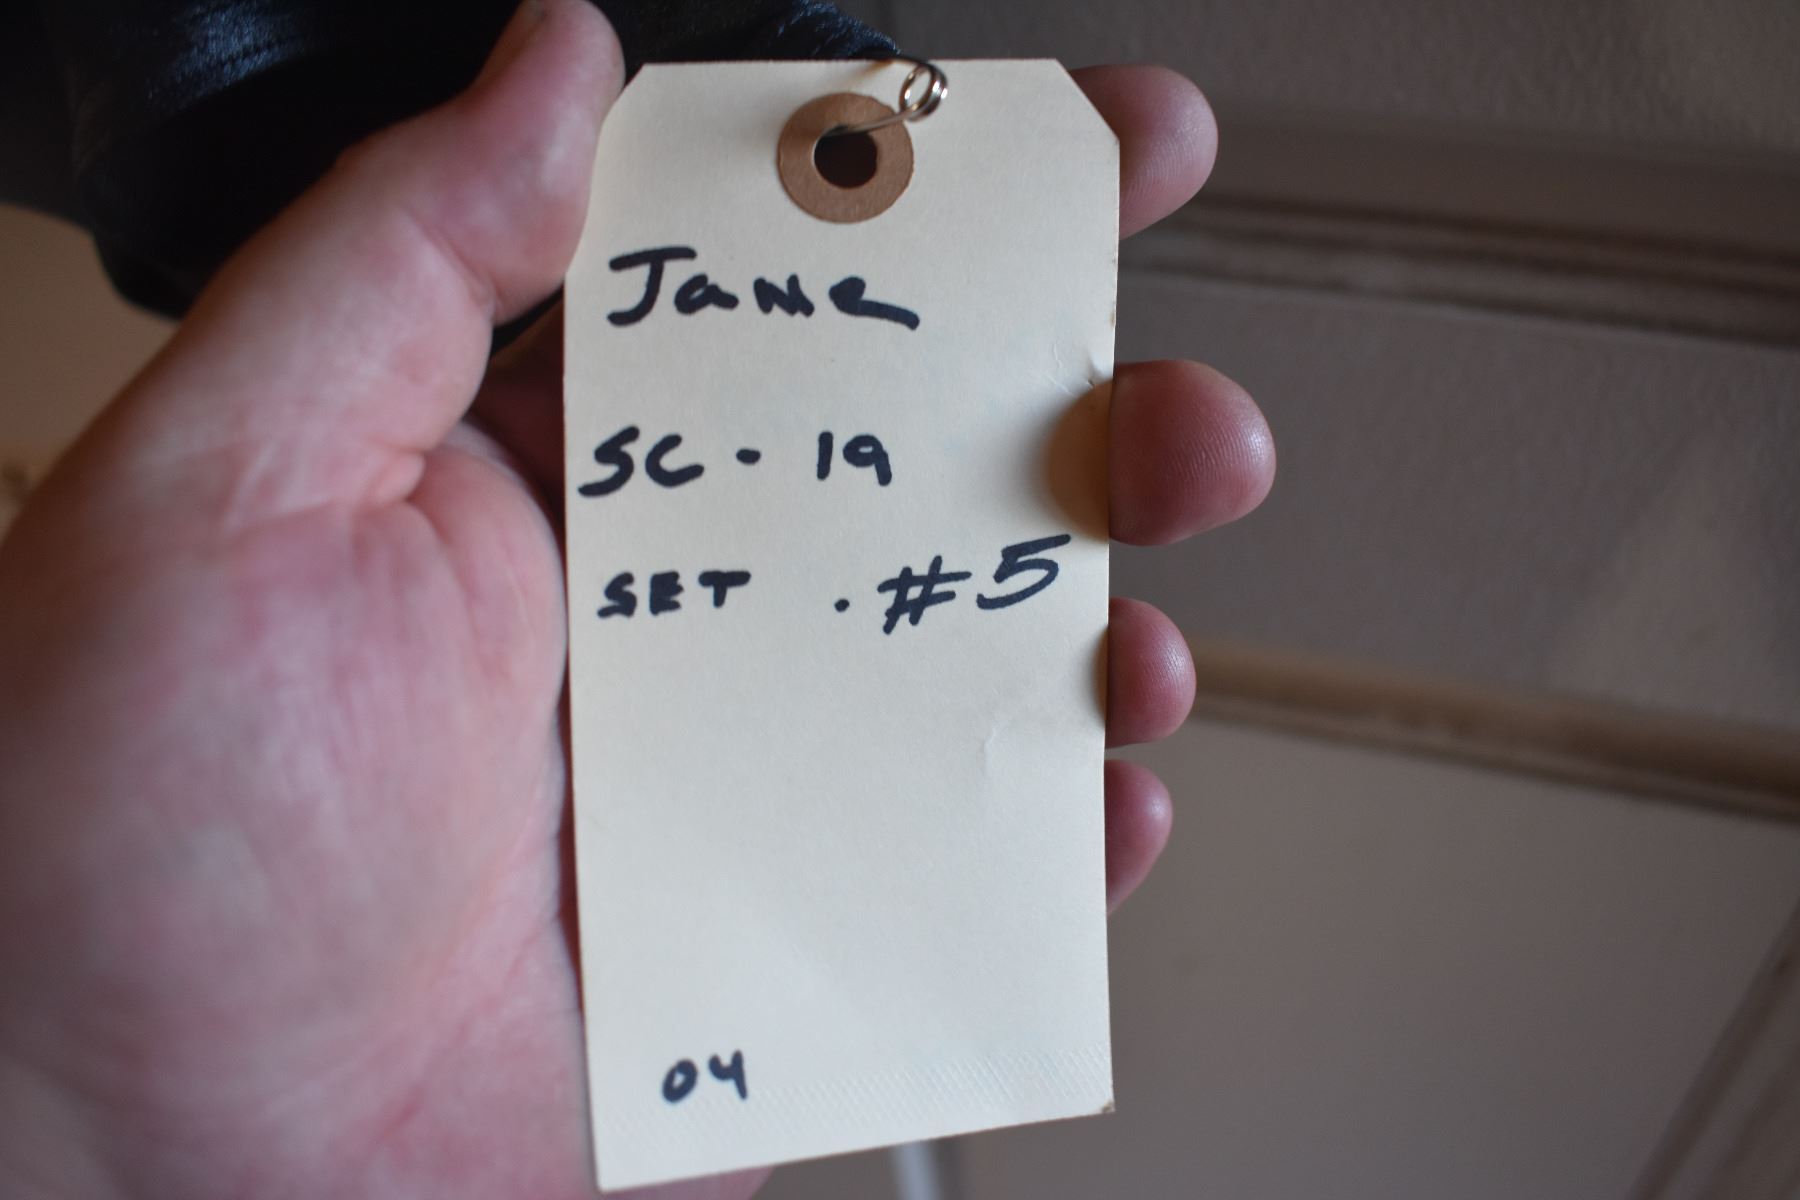 Jane
SC - 19
SET . #5
04